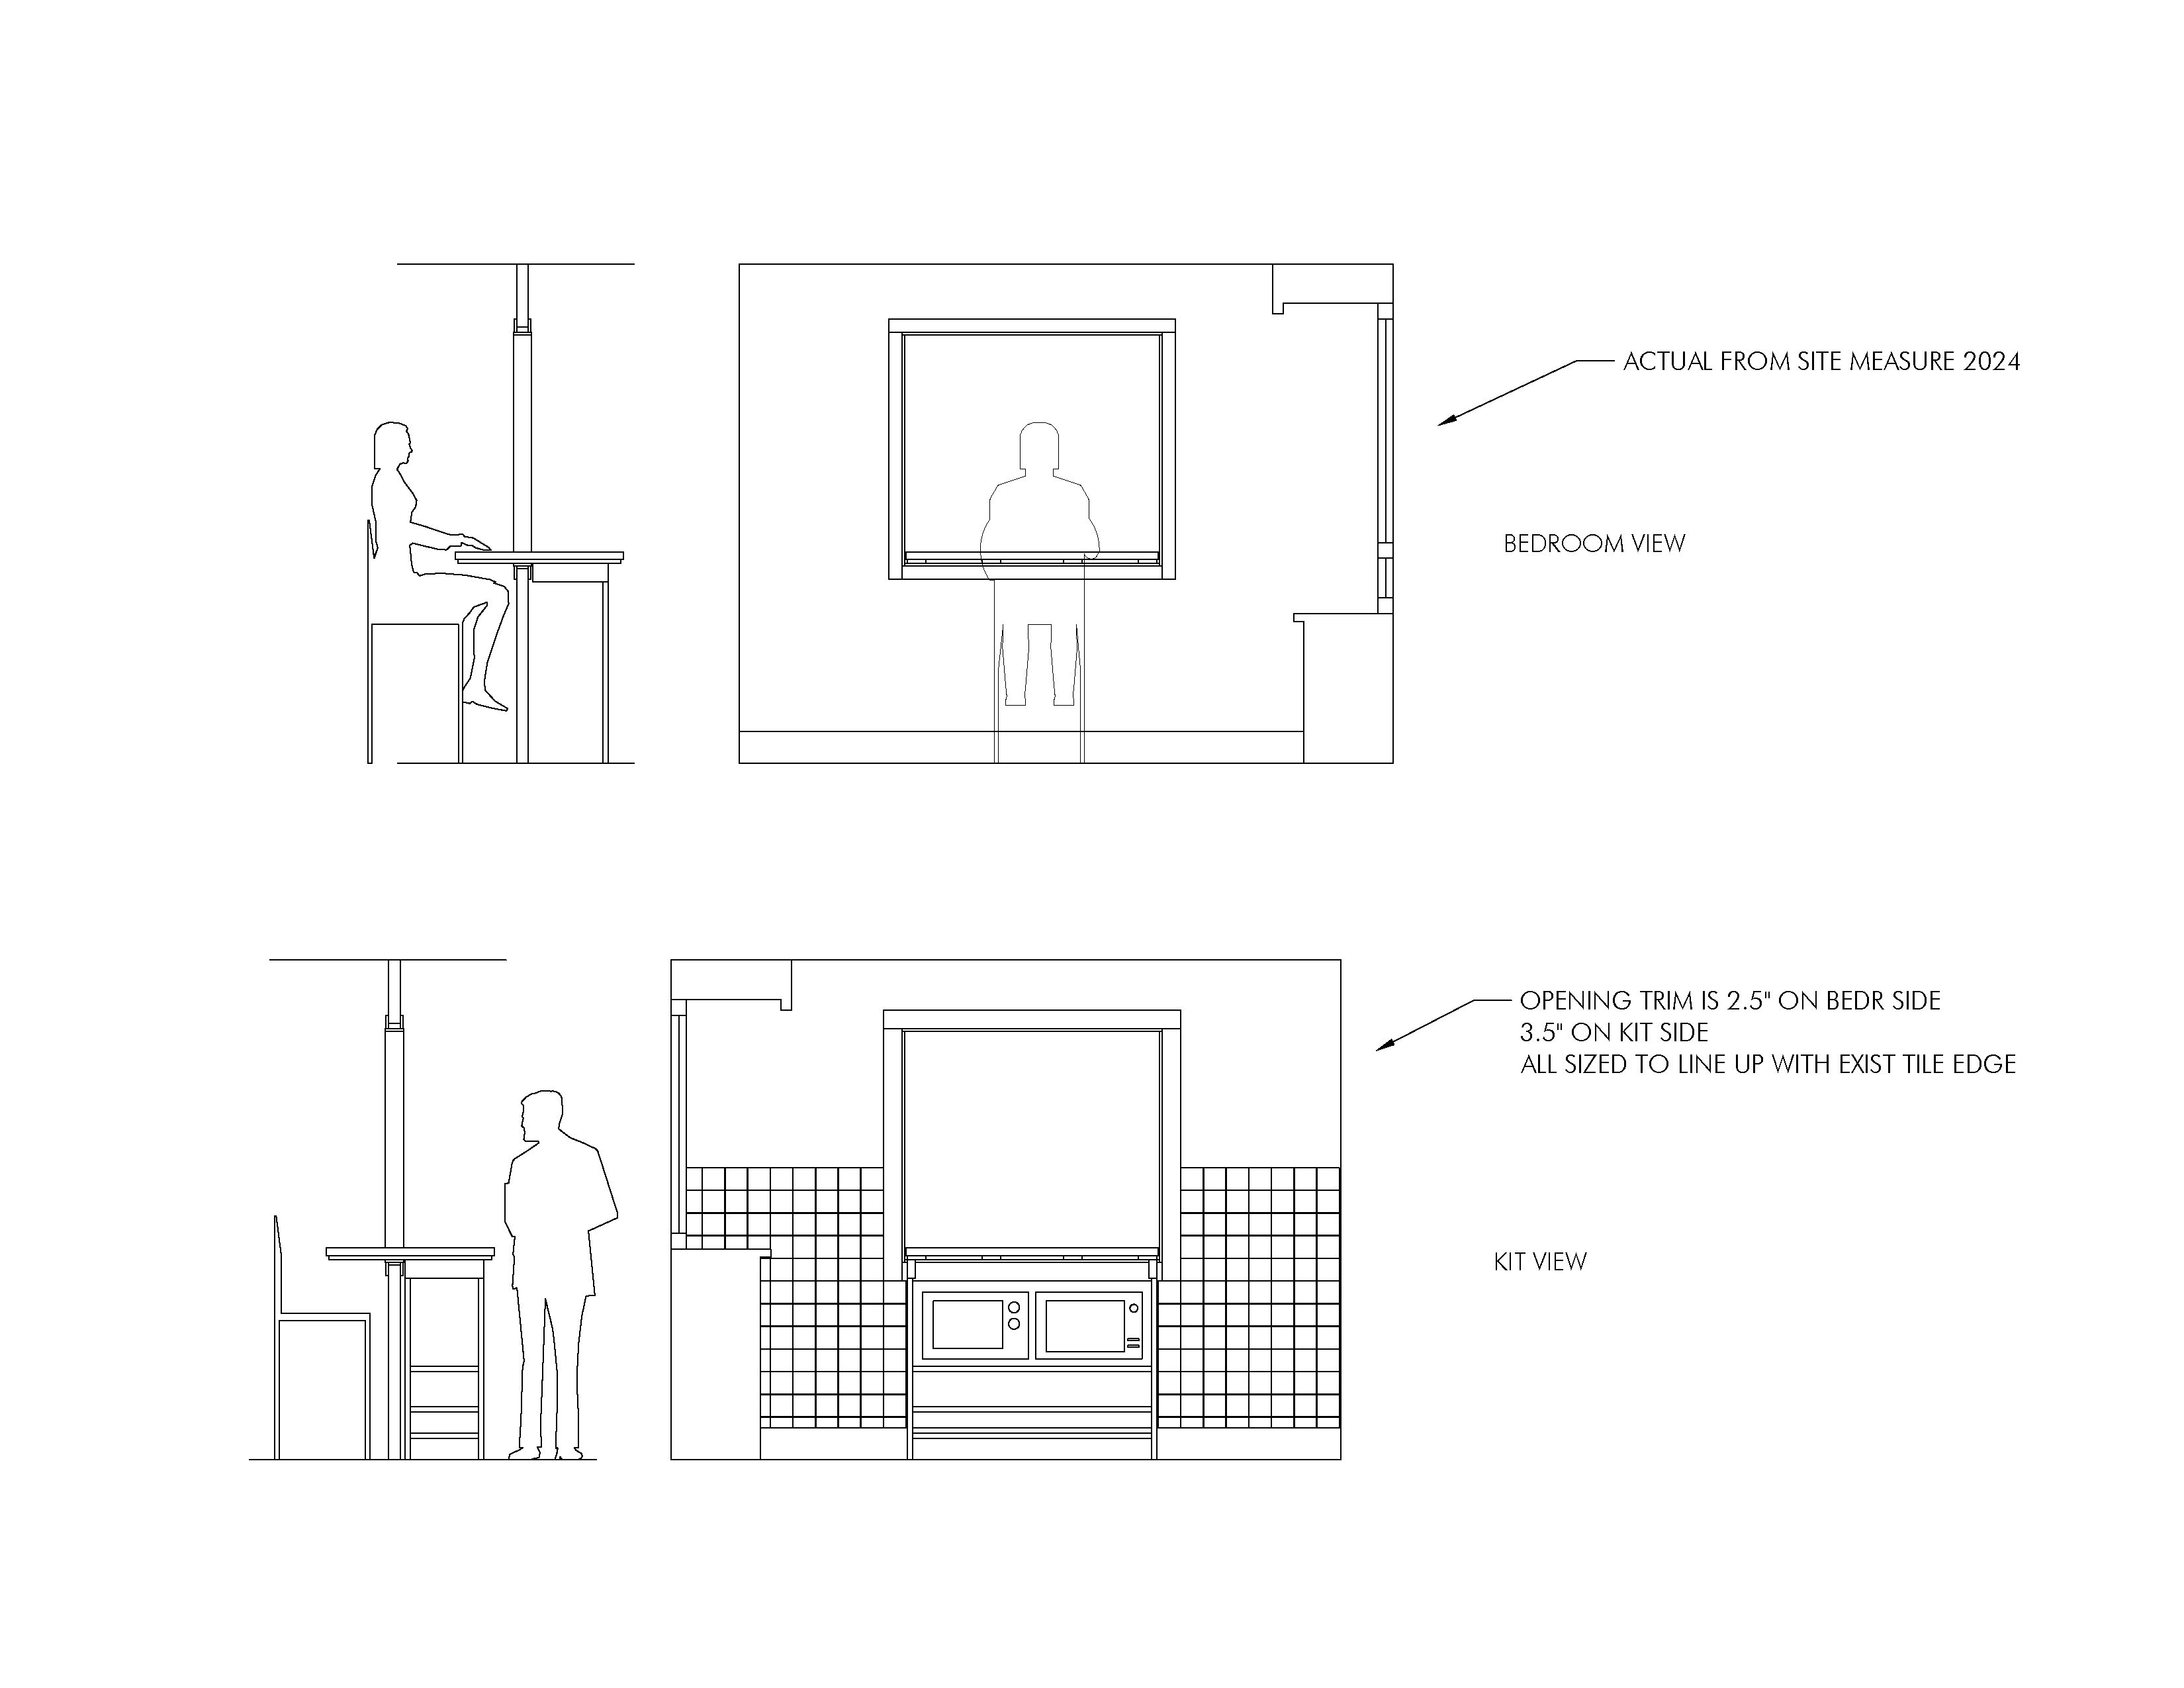 ACTUAL FROM SITE MEASURE 2024
BEDROOM VIEW
OPENING TRIM IS 2.5" ON BEDR SIDE
3.5" ON KIT SIDE
ALL SIZED TO LINE UP WITH EXIST TILE EDGE
KIT VIEW